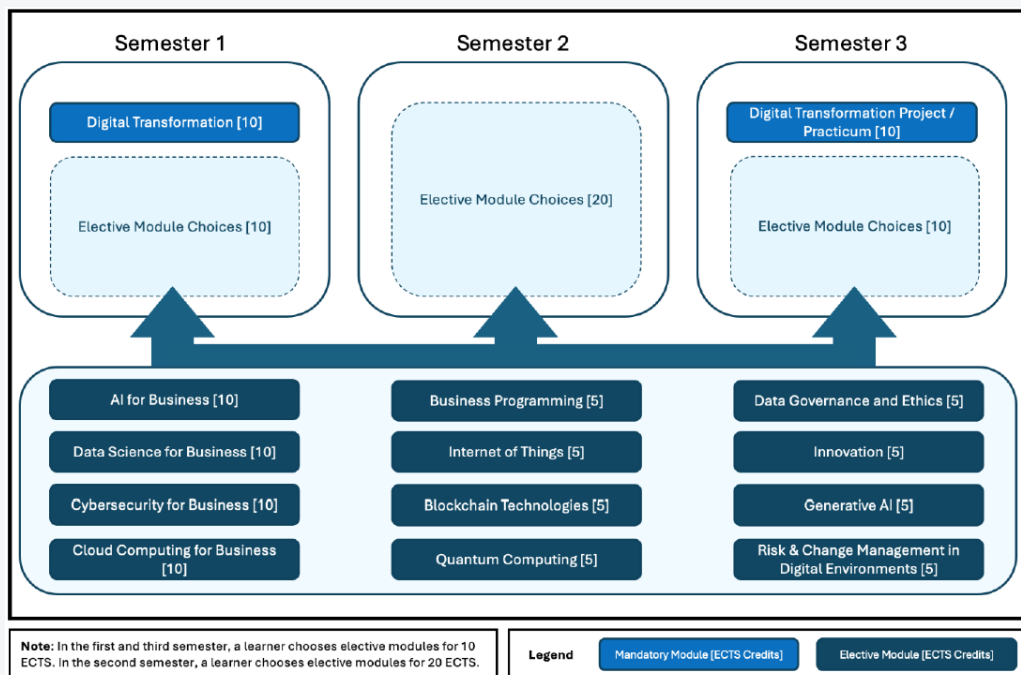 Semester 1
Semester 2
Semester 3
Digital Transformation [10]
Elective Module Choices [10]
Elective Module Choices [20]
Digital Transformation Project /
Practicum [10]
Elective Module Choices [10]
AI for Business [10]
Data Science for Business [10]
Cybersecurity for Business [10]
Cloud Computing for Business
[10]
Business Programming [5]
Internet of Things [5]
Blockchain Technologies [5]
Quantum Computing [5]
Data Governance and Ethics [5]
Innovation [5]
Generative AI [5]
Risk & Change Management in
Digital Environments [5]
Note: In the first and third semester, a learner chooses elective modules for 10
ECTS. In the second semester, a learner chooses elective modules for 20 ECTS.
Legend
Mandatory Module [ECTS Credits]
Elective Module [ECTS Credits]